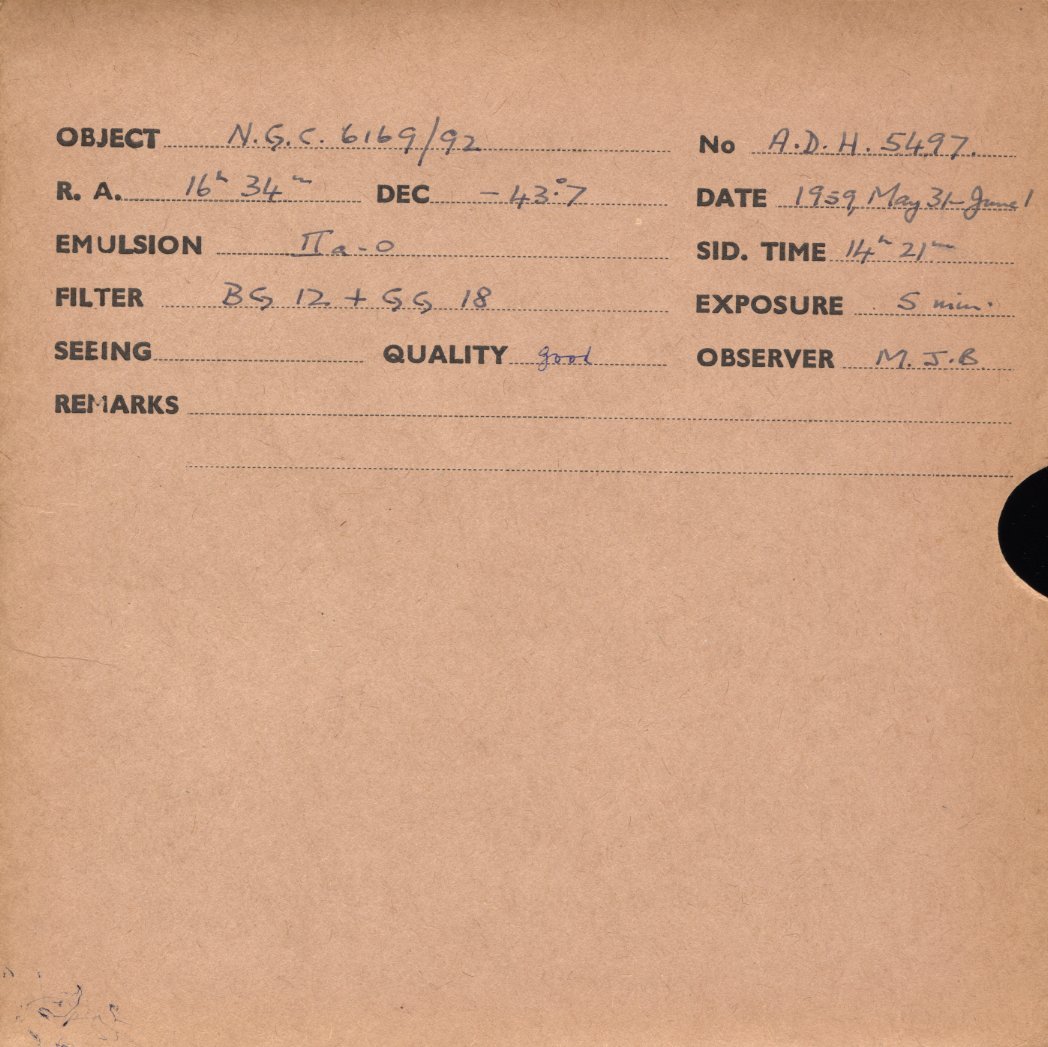 OBJECT N.G.C. 6169/92 No A.D.H. 5497.
R. A. 16h 34m DEC - 43°.7 DATE 1959, May 31-June 1
EMULSION IIa-O SID. TIME 14h 21m
FILTER BG 12 + GG 18 EXPOSURE 5 min.
SEEING QUALITY good OBSERVER M.J.B.
REMARKS